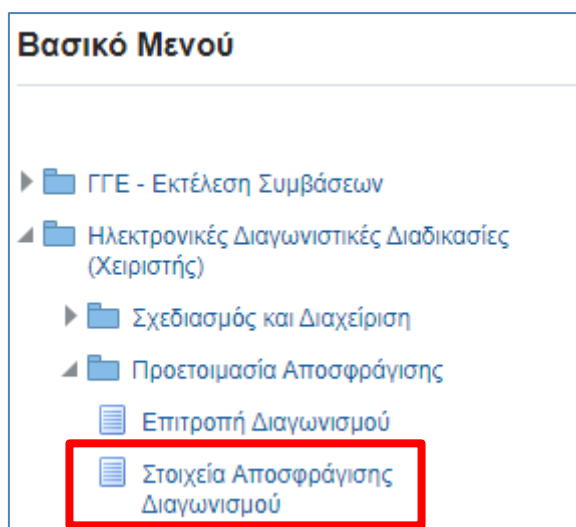 Βασικό Μενού
ΓΓΕ - Εκτέλεση Συμβάσεων
Ηλεκτρονικές Διαγωνιστικές Διαδικασίες
(Χειριστής)
Σχεδιασμός και Διαχείριση
Προετοιμασία Αποσφράγισης
Επιτροπή Διαγωνισμού
Στοιχεία Αποσφράγισης
Διαγωνισμού